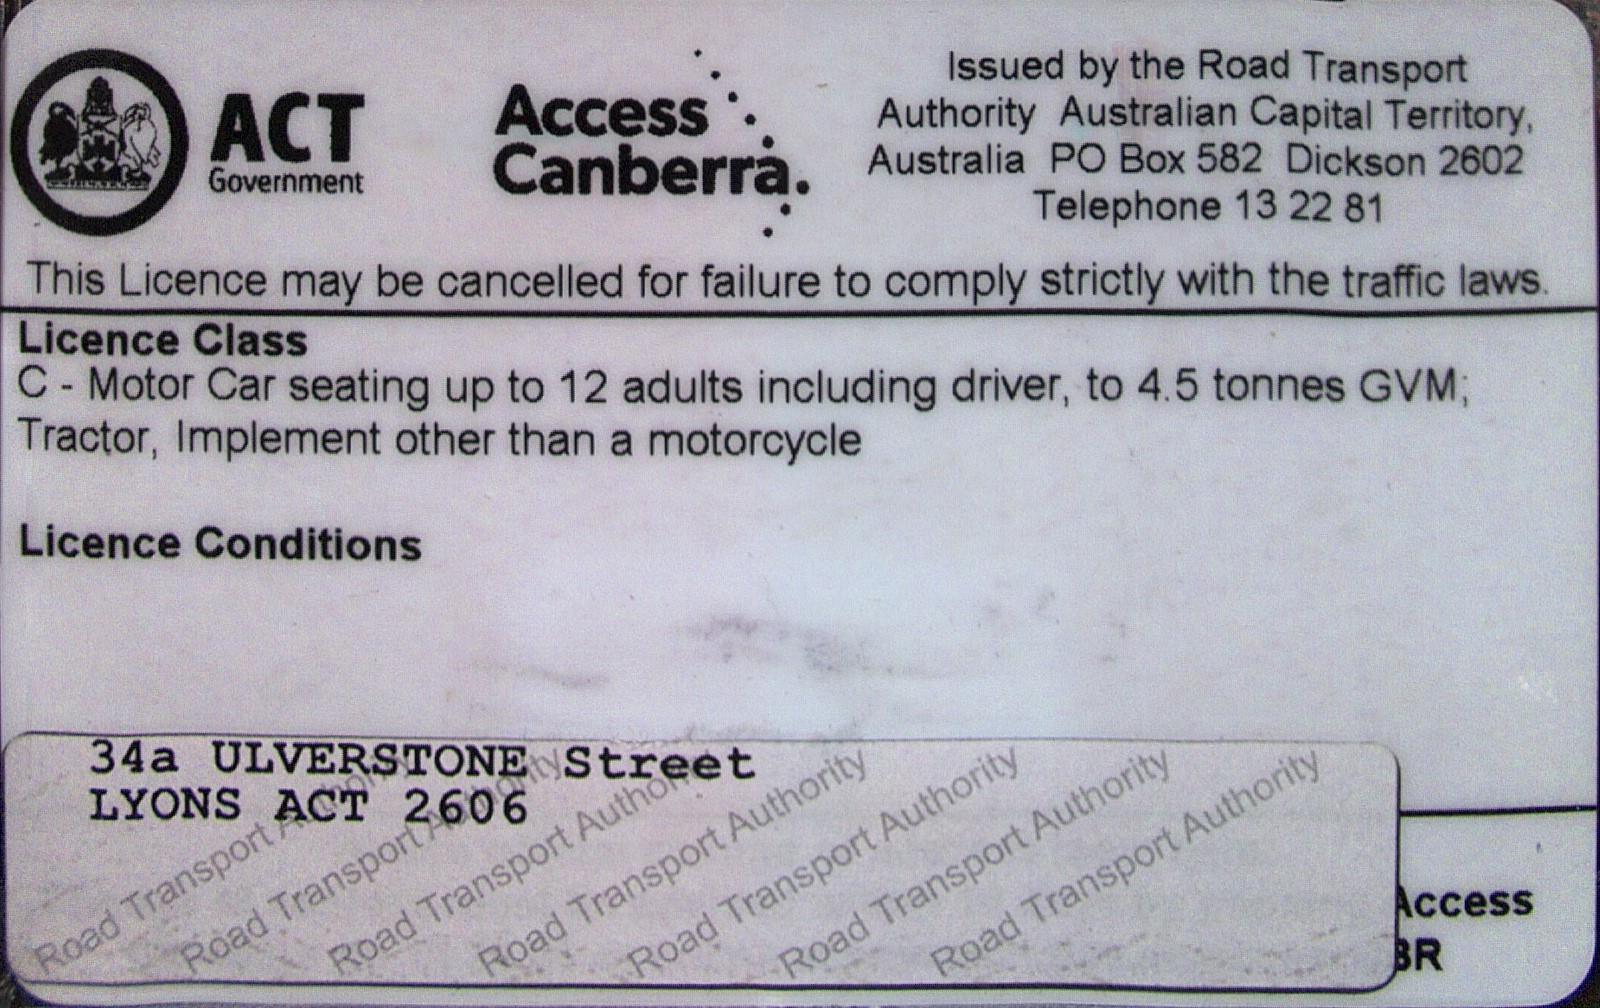 ACT
Government
Access
Canberra.
Issued by the Road Transport
Authority Australian Capital Territory,
Australia PO Box 582 Dickson 2602
Telephone 13 22 81
This Licence may be cancelled for failure to comply strictly with the traffic laws.
Licence Class
C - Motor Car seating up to 12 adults including driver, to 4.5 tonnes GVM;
Tractor, Implement other than a motorcycle
Licence Conditions
34a ULVERSTONE Street
LYONS ACT 2606
Road Transport Authority
Road Transport Authority
Road Transport Authority
Road Transport Authority
Road Transport Authority
Road Transport Authority
Road Transport Authority
Access
BR